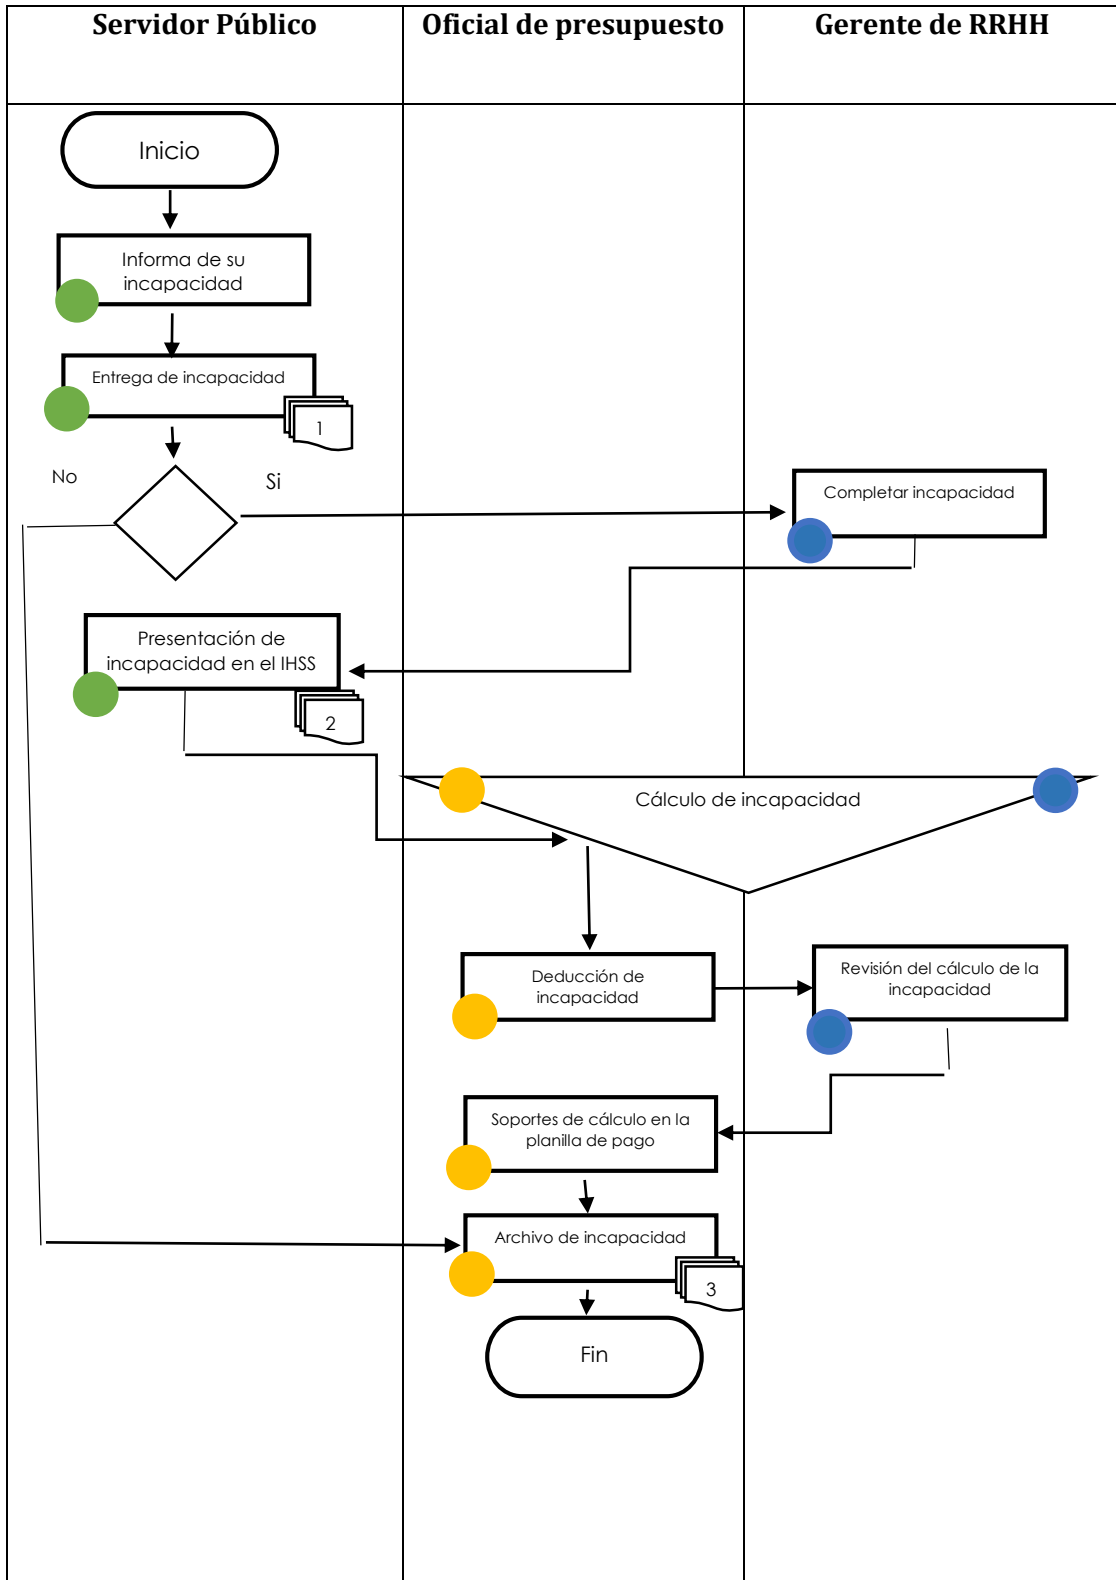 Servidor Público
Oficial de presupuesto
Gerente de RRHH
Inicio
Informa de su
incapacidad
Entrega de incapacidad
1
No
Si
Completar incapacidad
Presentación de
incapacidad en el IHSS
2
Cálculo de incapacidad
Deducción de
incapacidad
Revisión del cálculo de la
incapacidad
Soportes de cálculo en la
planilla de pago
Archivo de incapacidad
3
Fin